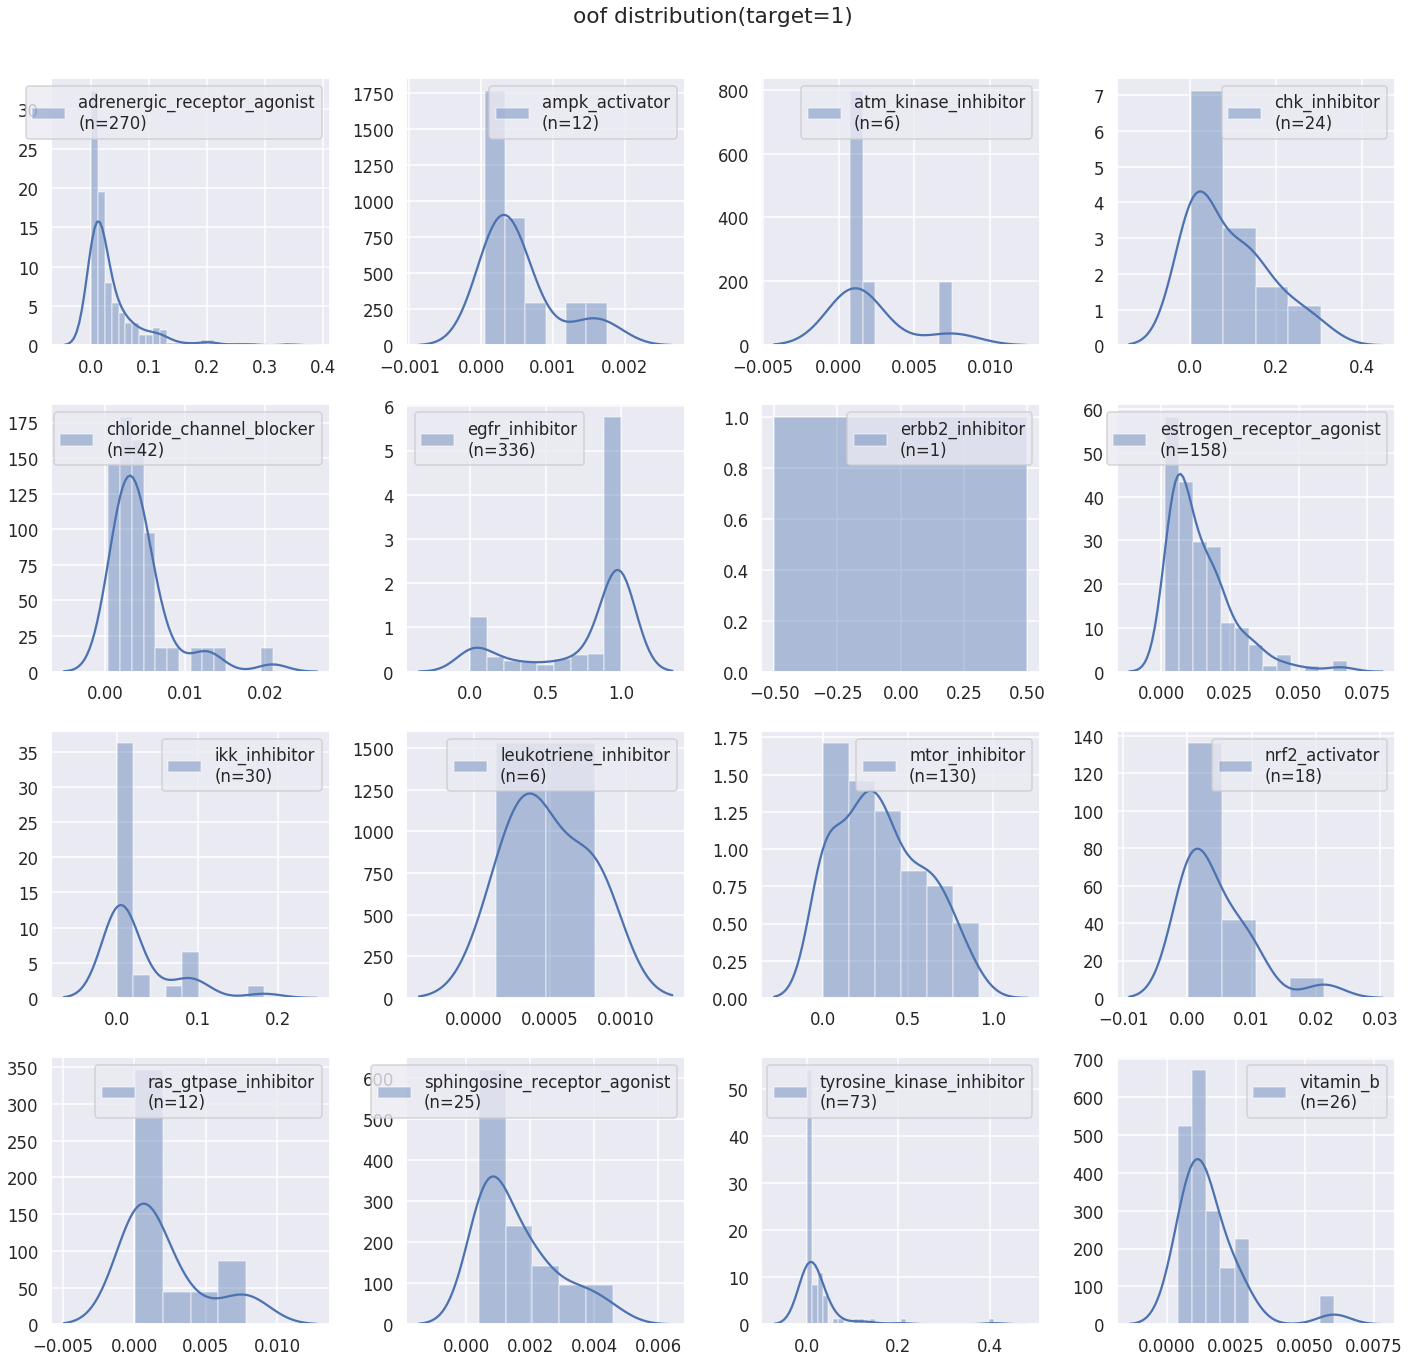 oof distribution(target=1)
adrenergic_receptor_agonist
(n=270)
30
25
20
15
10
5
0
0.0 0.1 0.2 0.3 0.4
ampk_activator
(n=12)
1750
1500
1250
1000
750
500
250
0
−0.001 0.000 0.001 0.002
atm_kinase_inhibitor
(n=6)
800
600
400
200
0
−0.005 0.000 0.005 0.010
chk_inhibitor
(n=24)
7
6
5
4
3
2
1
0
0.0 0.2 0.4
chloride_channel_blocker
(n=42)
175
150
125
100
75
50
25
0
0.00 0.01 0.02
egfr_inhibitor
(n=336)
6
5
4
3
2
1
0
0.0 0.5 1.0
erbb2_inhibitor
(n=1)
1.0
0.8
0.6
0.4
0.2
0.0
−0.50 −0.25 0.00 0.25 0.50
estrogen_receptor_agonist
(n=158)
60
50
40
30
20
10
0
0.000 0.025 0.050 0.075
ikk_inhibitor
(n=30)
35
30
25
20
15
10
5
0
0.0 0.1 0.2
leukotriene_inhibitor
(n=6)
1500
1250
1000
750
500
250
0
0.0000 0.0005 0.0010
mtor_inhibitor
(n=130)
1.75
1.50
1.25
1.00
0.75
0.50
0.25
0.00
0.0 0.5 1.0
nrf2_activator
(n=18)
140
120
100
80
60
40
20
0
−0.01 0.00 0.01 0.02 0.03
ras_gtpase_inhibitor
(n=12)
350
300
250
200
150
100
50
0
−0.005 0.000 0.005 0.010
sphingosine_receptor_agonist
(n=25)
600
500
400
300
200
100
0
0.000 0.002 0.004 0.006
tyrosine_kinase_inhibitor
(n=73)
50
40
30
20
10
0
0.0 0.2 0.4
vitamin_b
(n=26)
700
600
500
400
300
200
100
0
0.0000 0.0025 0.0050 0.0075